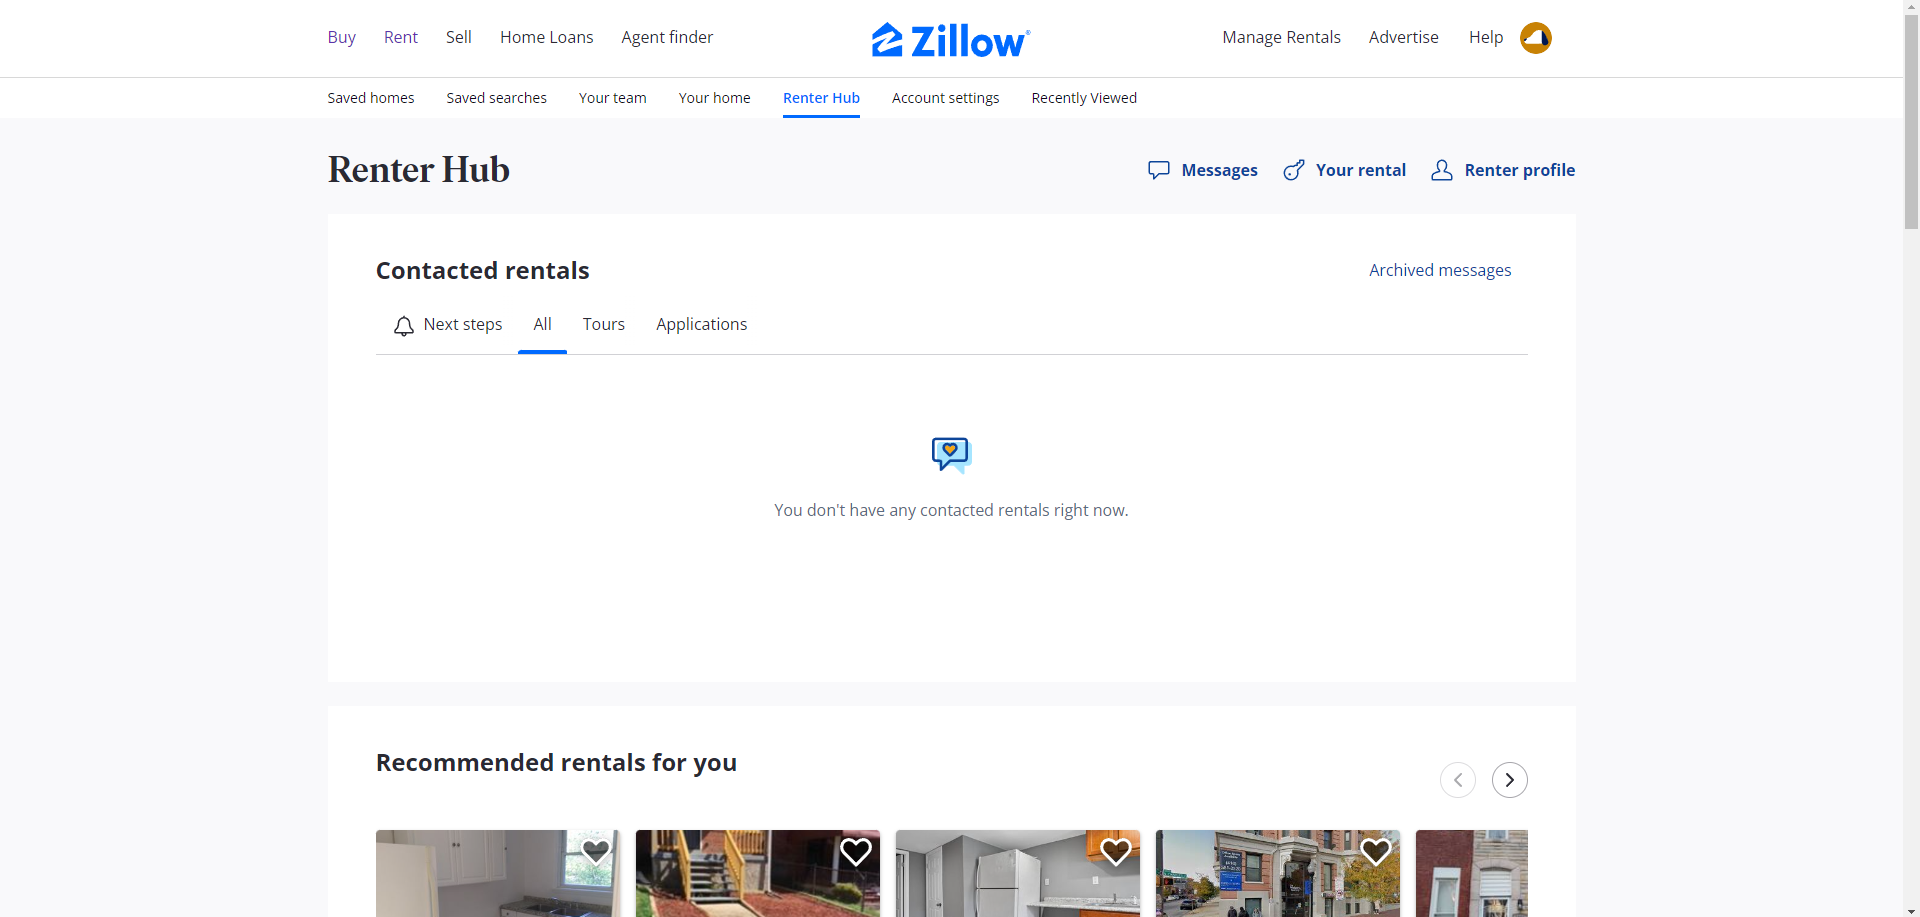 Buy Rent Sell Home Loans Agent finder Zillow® Manage Rentals Advertise Help
Saved homes Saved searches Your team Your home Renter Hub Account settings Recently Viewed
Renter Hub Messages Your rental Renter profile
Contacted rentals Archived messages
Next steps All Tours Applications
You don't have any contacted rentals right now.
Recommended rentals for you